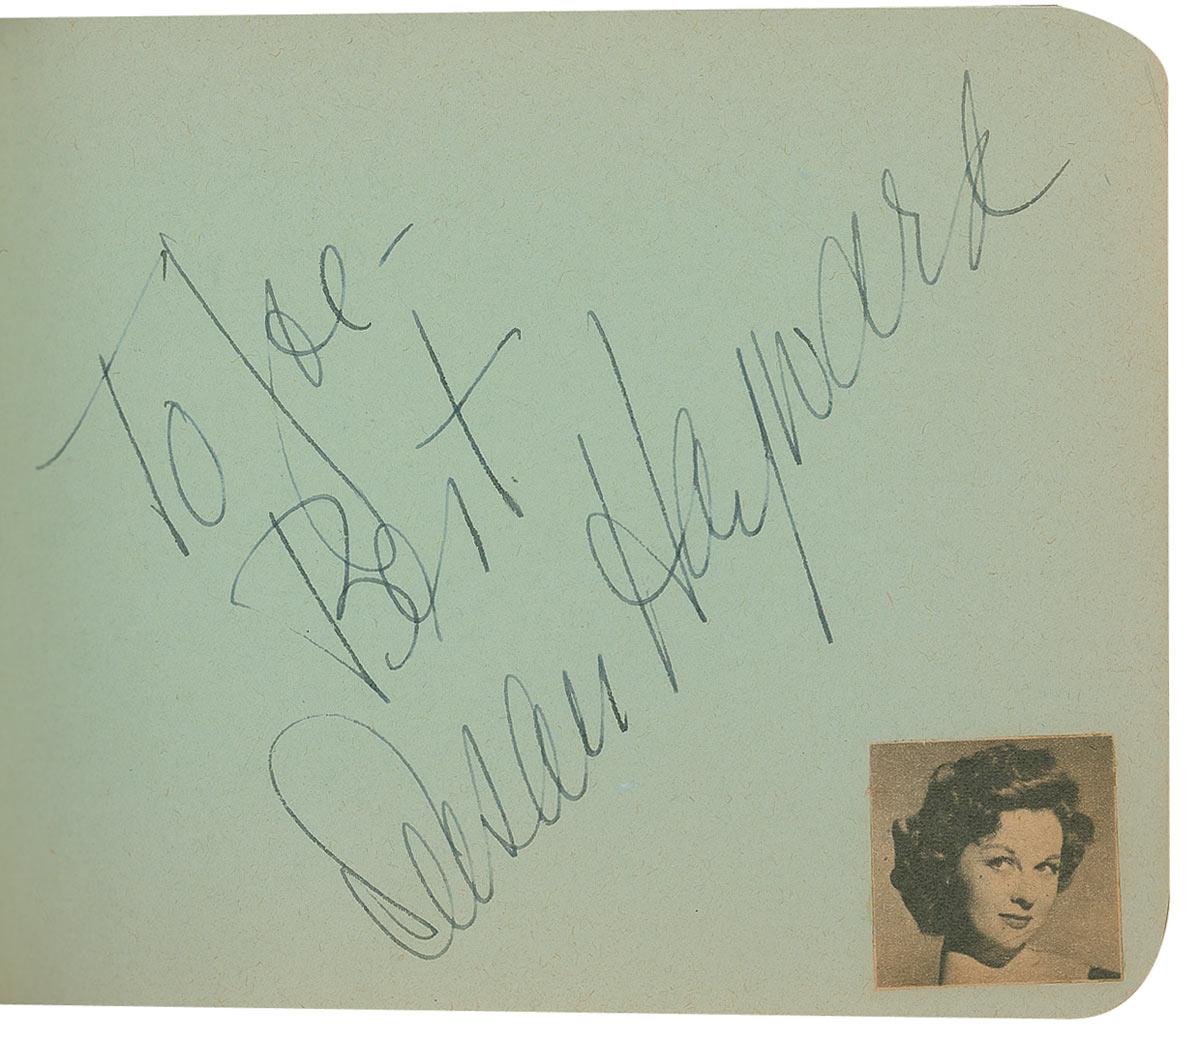 To Joe-
Best
Susan Hayward